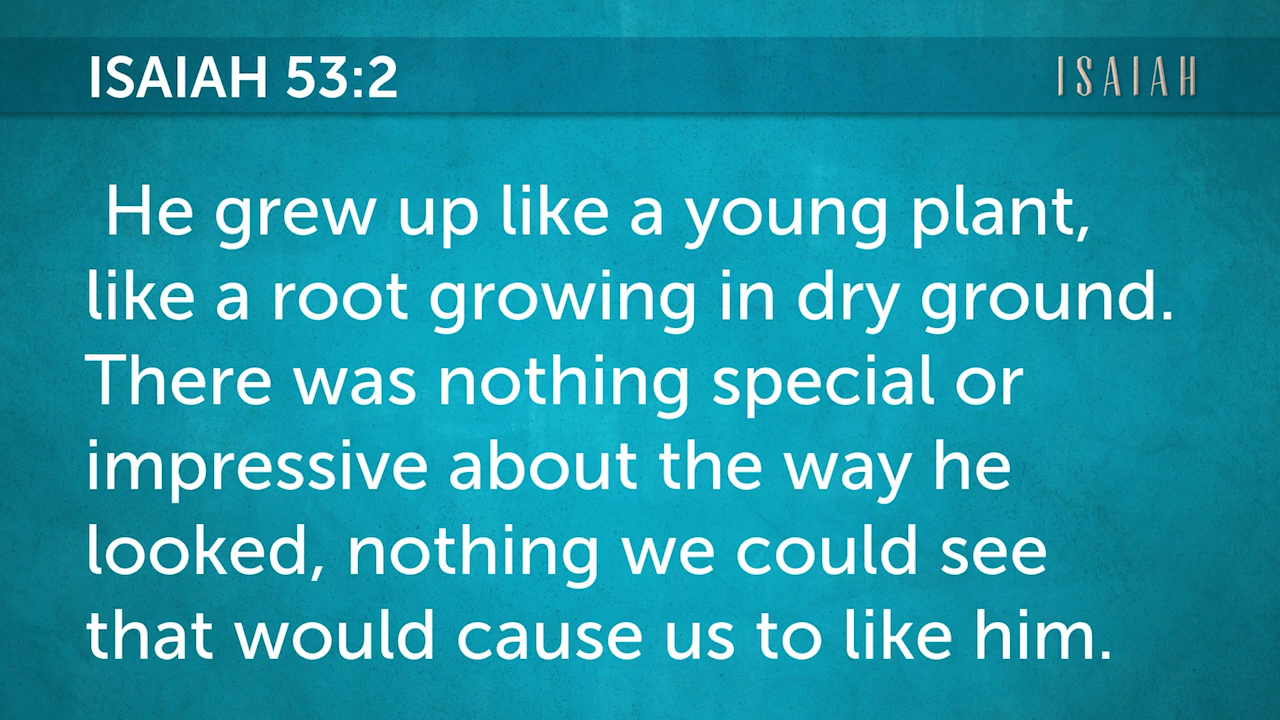 ISAIAH 53:2
ISAIAH
He grew up like a young plant,
like a root growing in dry ground.
There was nothing special or
impressive about the way he
looked, nothing we could see
that would cause us to like him.